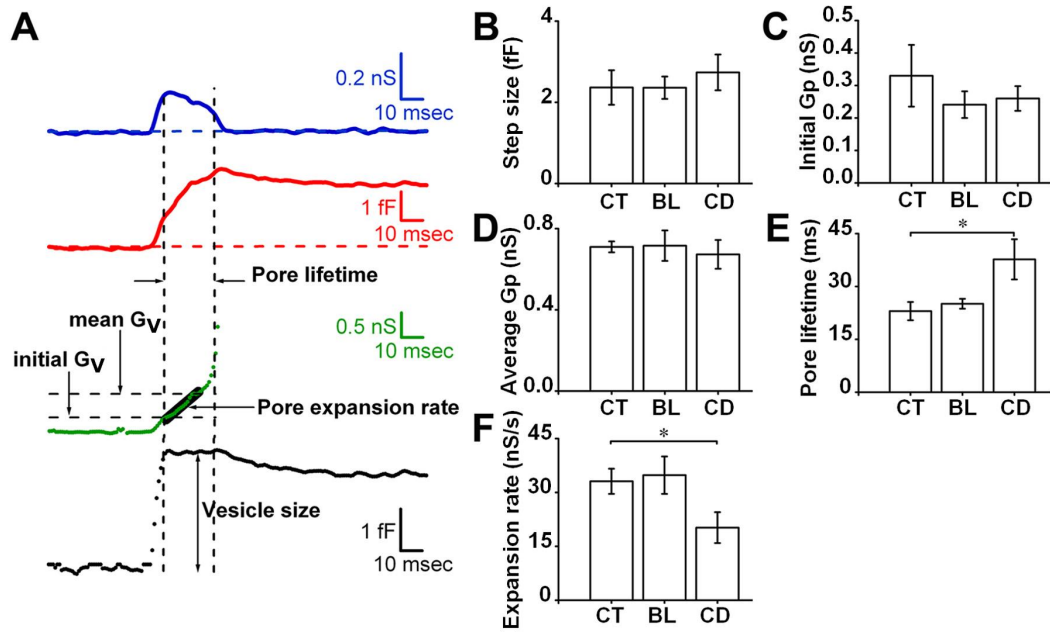 A
0.2 nS
10 msec
1 fF
10 msec
Pore lifetime
mean GV
0.5 nS
10 msec
initial GV
Pore expansion rate
Vesicle size
1 fF
10 msec
B
Step size (fF)
4
2
0
CT BL CD
C
Initial Gp (nS)
0.5
0.4
0.3
0.2
0.1
0.0
CT BL CD
D
Average Gp (nS)
0.8
0.4
0.0
CT BL CD
E
Pore lifetime (ms)
45
30
15
0
*
CT BL CD
F
Expansion rate (nS/s)
45
30
15
0
*
CT BL CD